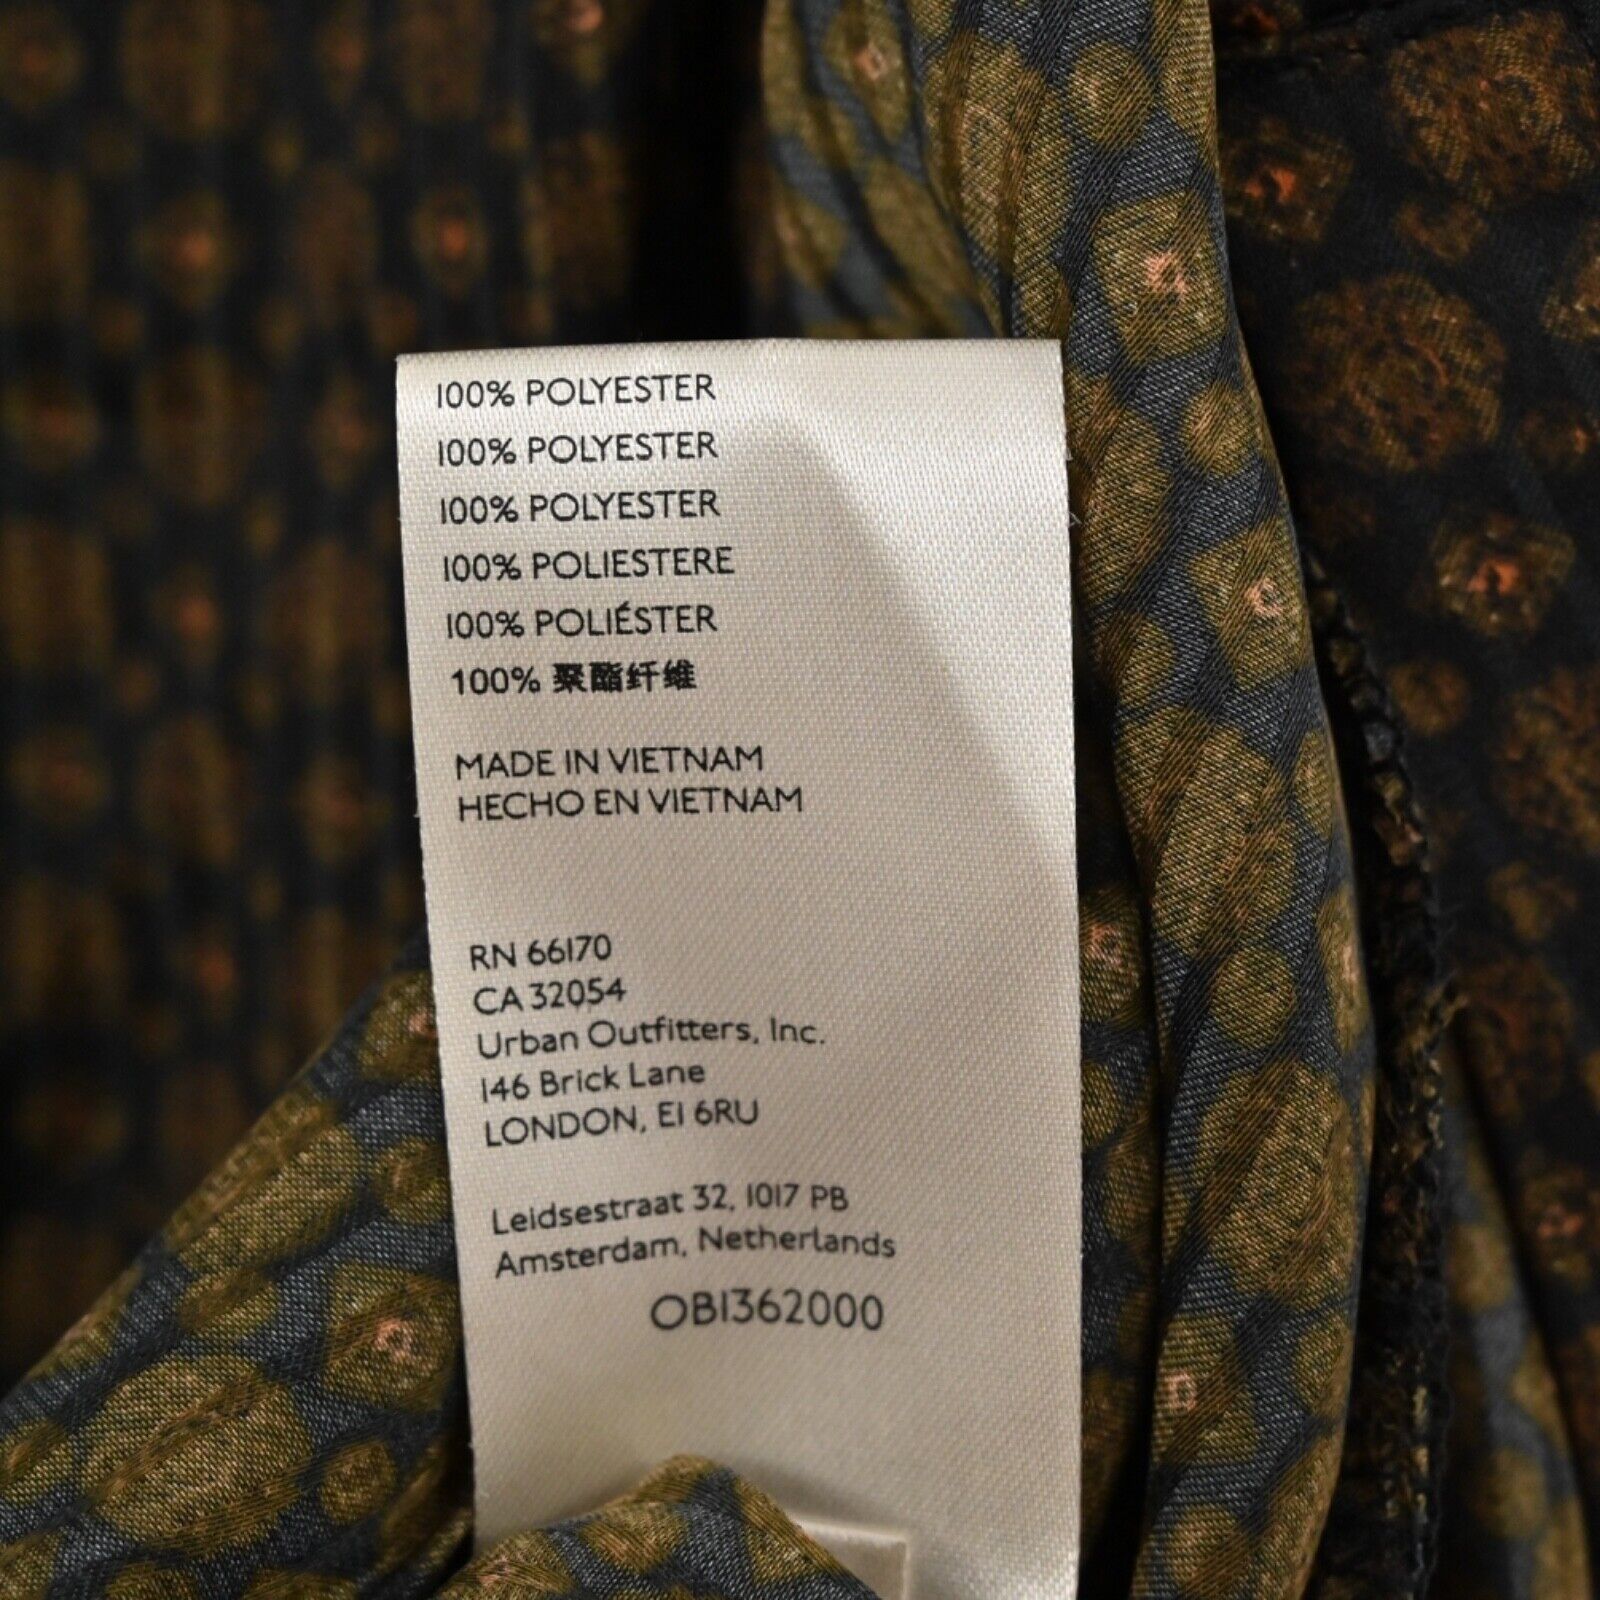 100% POLYESTER
100% POLYESTER
100% POLYESTER
100% POLIESTERE
100% POLIÉSTER
100% 聚酯纤维
MADE IN VIETNAM
HECHO EN VIETNAM
RN 66170
CA 32054
Urban Outfitters, Inc.
146 Brick Lane
LONDON, E1 6RU
Leidsestraat 32, 1017 PB
Amsterdam, Netherlands
OB1362000